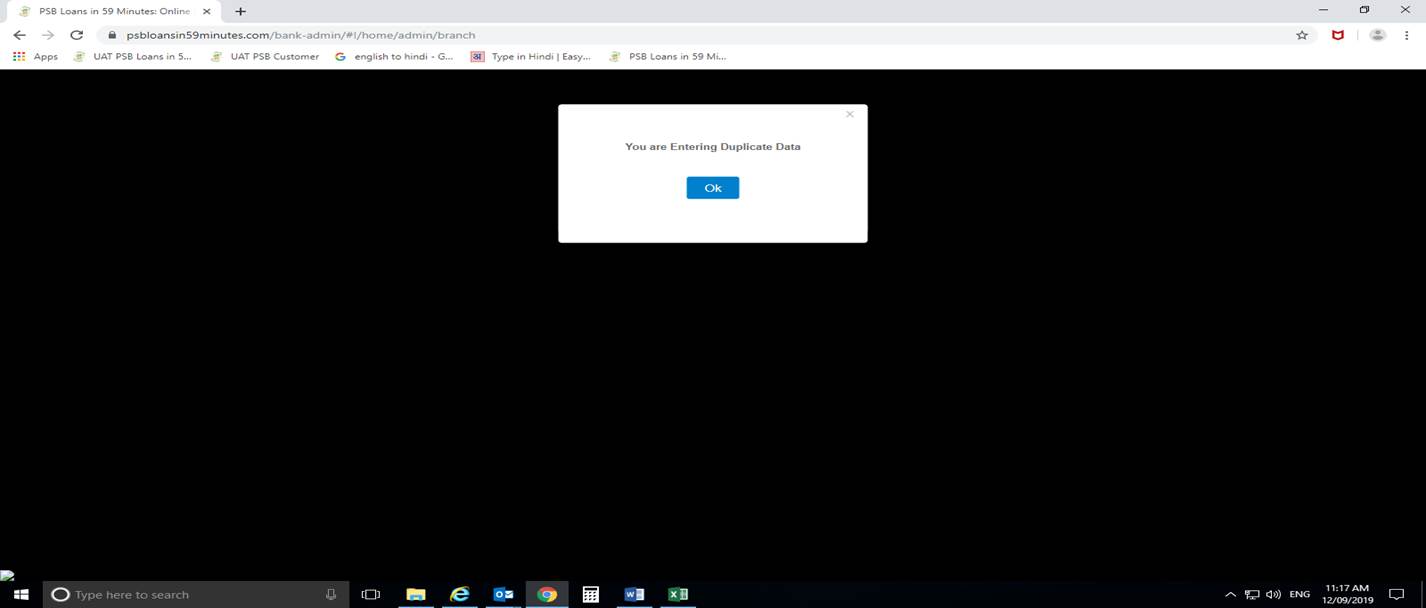 PSB Loans in 59 Minutes: Online
psbloansin59minutes.com/bank-admin/#!/home/admin/branch
Apps UAT PSB Loans in 5... UAT PSB Customer english to hindi - G... अ Type in Hindi | Easy... PSB Loans in 59 Mi...
You are Entering Duplicate Data
Ok
Type here to search
ENG
11:17 AM
12/09/2019